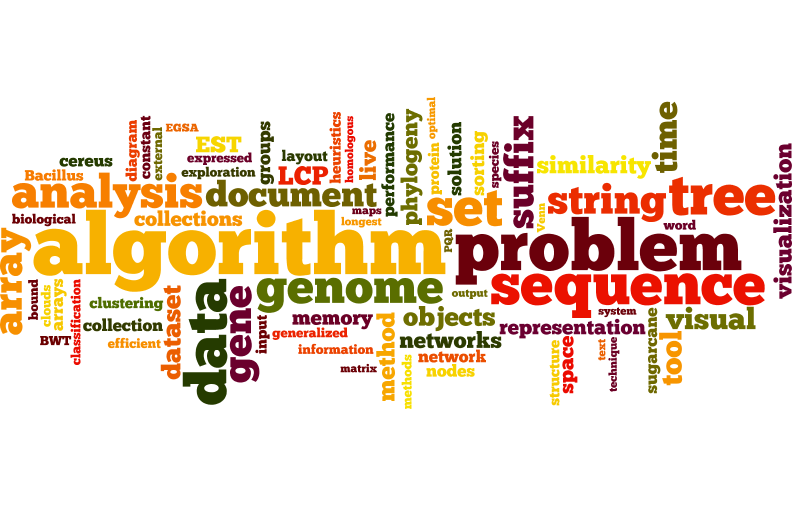 EGSA
diagram
constant
external
EST
expressed
exploration
groups
layout
LCP
heuristics
homologous
live
performance
phylogeny
optimal
protein
solution
sorting
species
suffix
similarity
time
visualization
cereus
Bacillus
analysis
document
maps
set
string
tree
biological
collections
longest
Venn
word
algorithm
PQR
problem
array
bound
clouds
arrays
clustering
collection
efficient
BWT
classification
dataset
data
gene
genome
input
memory
generalized
information
matrix
method
methods
objects
networks
network
nodes
output
sequence
system
representation
structure
space
text
technique
sugarcane
visual
tool